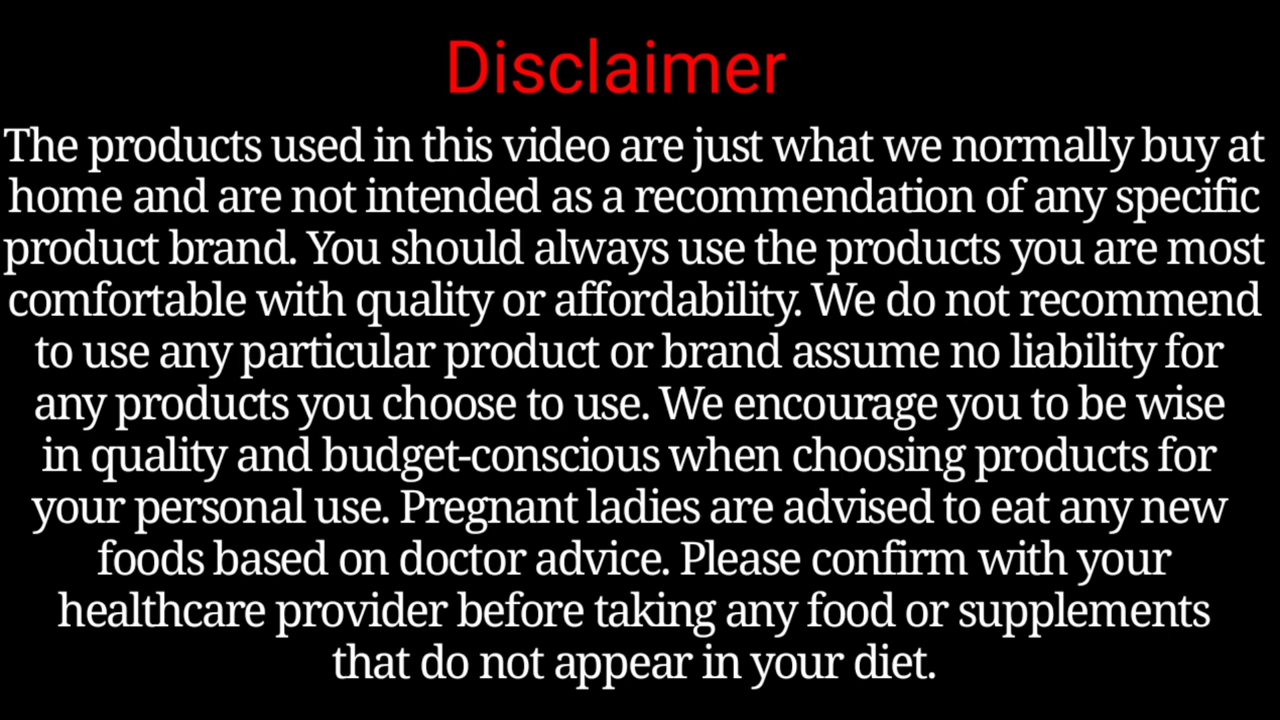 Disclaimer
The products used in this video are just what we normally buy at
home and are not intended as a recommendation of any specific
product brand. You should always use the products you are most
comfortable with quality or affordability. We do not recommend
to use any particular product or brand assume no liability for
any products you choose to use. We encourage you to be wise
in quality and budget-conscious when choosing products for
your personal use. Pregnant ladies are advised to eat any new
foods based on doctor advice. Please confirm with your
healthcare provider before taking any food or supplements
that do not appear in your diet.